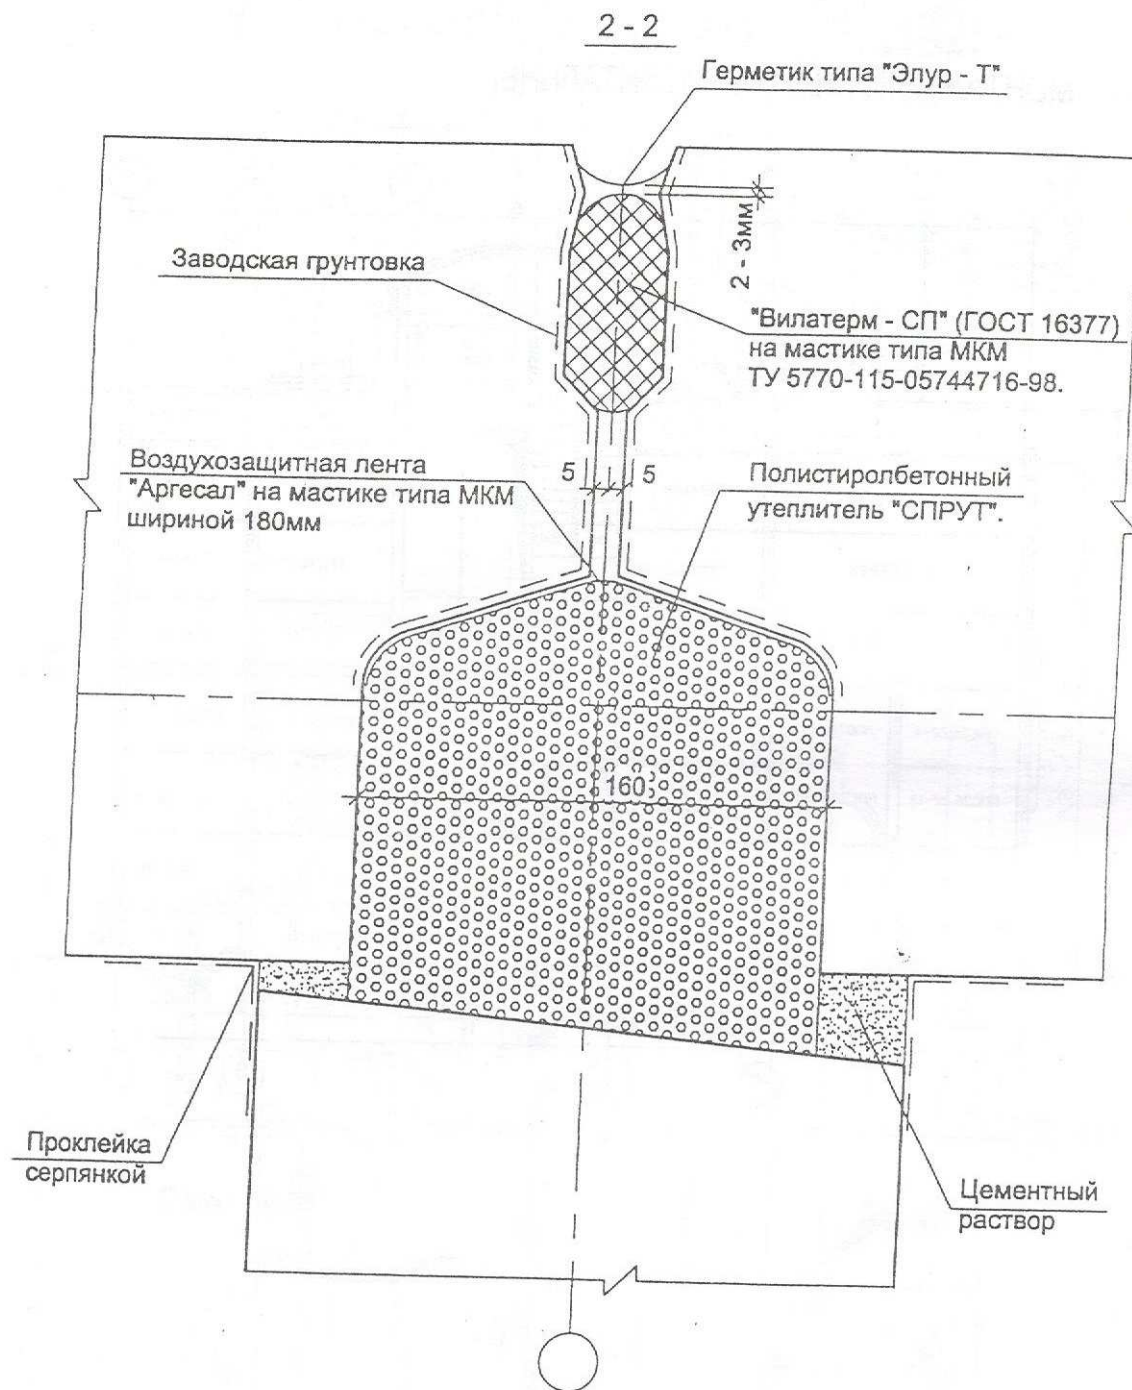 2 - 2
Герметик типа "Элур - Т"
2 - 3мм
Заводская грунтовка
"Вилатерм - СП" (ГОСТ 16377)
на мастике типа МКМ
ТУ 5770-115-05744716-98.
Воздухозащитная лента
"Аргесал" на мастике типа МКМ
шириной 180мм
5
5
Полистиролбетонный
утеплитель "СПРУТ".
160
Проклейка
серпянкой
Цементный
раствор